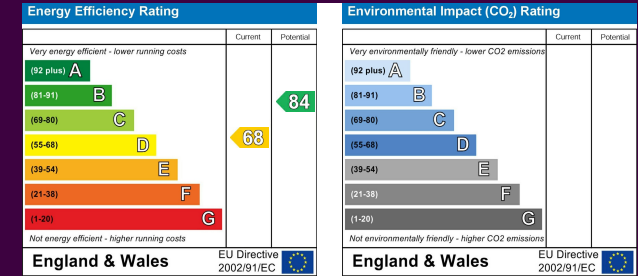 Energy Efficiency Rating
Current Potential
Very energy efficient - lower running costs
(92 plus) A
(81-91) B
84
(69-80) C
68
(55-68) D
(39-54) E
(21-38) F
(1-20) G
Not energy efficient - higher running costs
England & Wales
EU Directive
2002/91/EC
Environmental Impact (CO₂) Rating
Current Potential
Very environmentally friendly - lower CO2 emissions
(92 plus) A
(81-91) B
(69-80) C
(55-68) D
(39-54) E
(21-38) F
(1-20) G
Not environmentally friendly - higher CO2 emissions
England & Wales
EU Directive
2002/91/EC